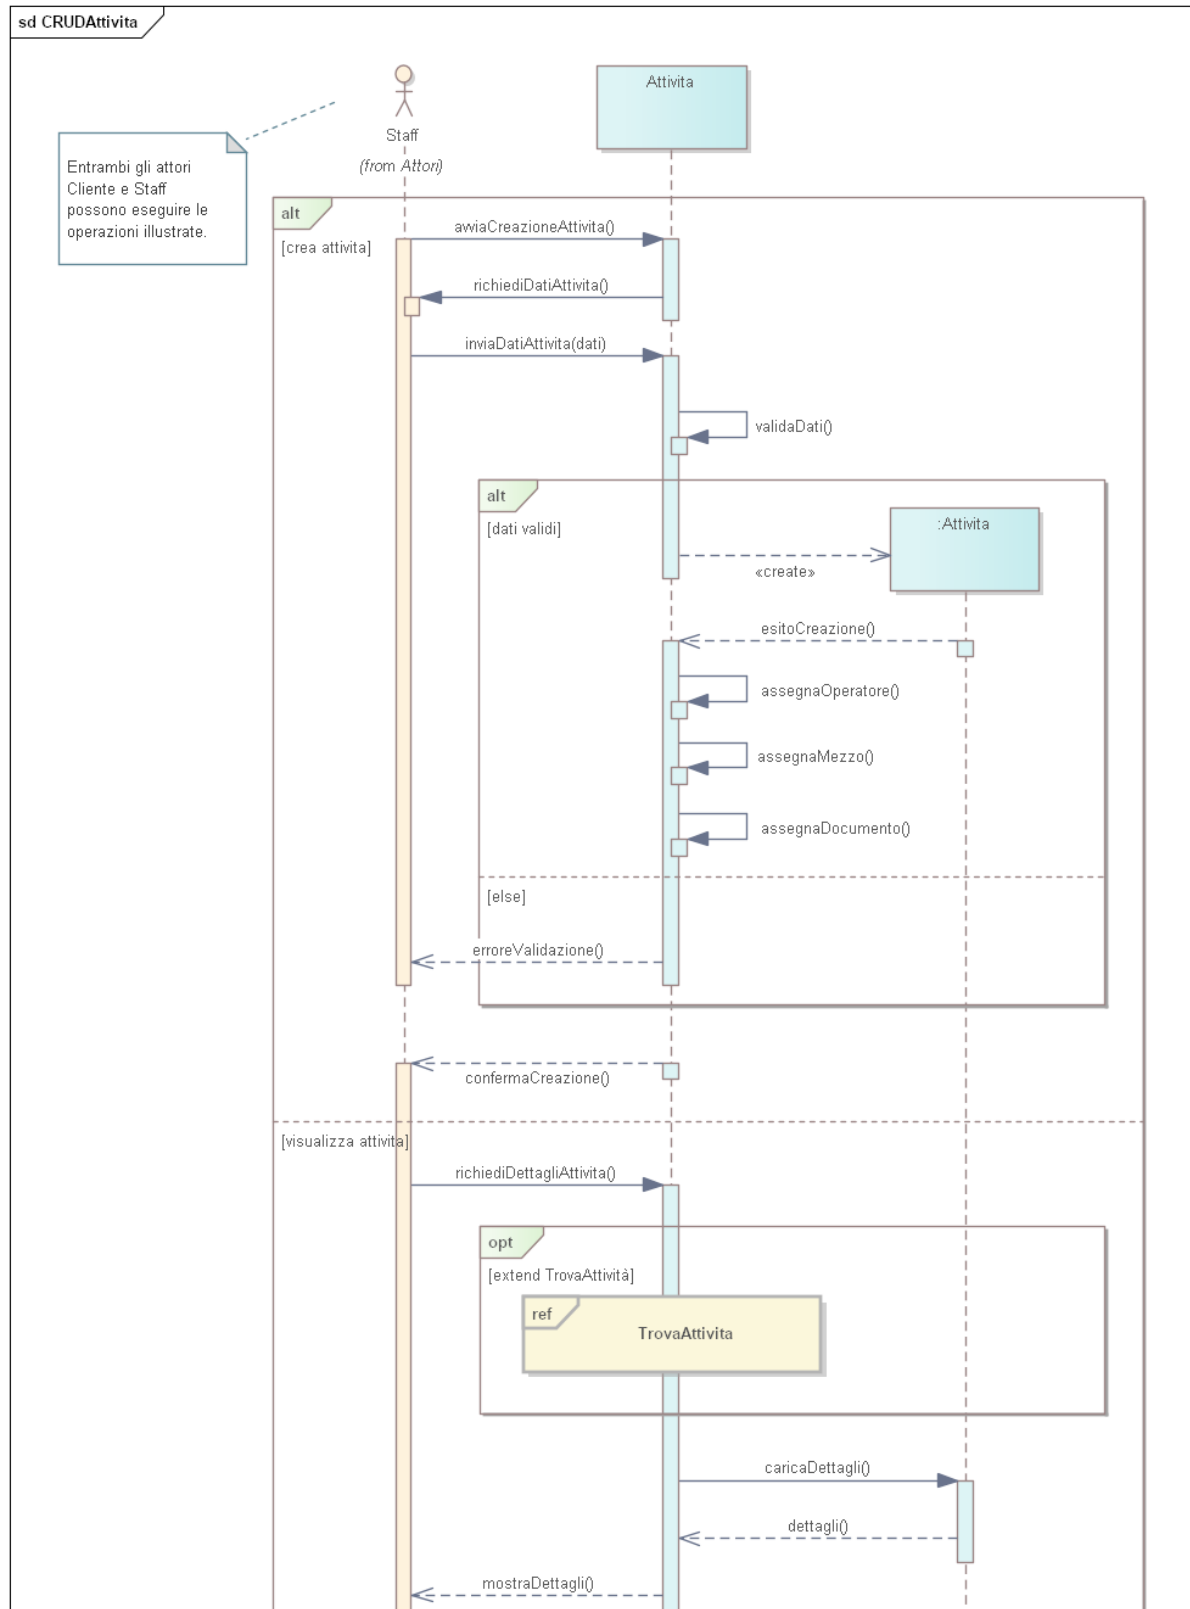 sd CRUDAttivita
Attivita
Staff
(from Attori)
Entrambi gli attori
Cliente e Staff
possono eseguire le
operazioni illustrate.
alt
[crea attivita]
avviaCreazioneAttivita()
richiediDatiAttivita()
inviaDatiAttivita(dati)
validaDati()
alt
[dati validi]
:Attivita
«create»
esitoCreazione()
assegnaOperatore()
assegnaMezzo()
assegnaDocumento()
[else]
erroreValidazione()
confermaCreazione()
[visualizza attivita]
richiediDettagliAttivita()
opt
[extend TrovaAttività]
ref
TrovaAttivita
caricaDettagli()
dettagli()
mostraDettagli()